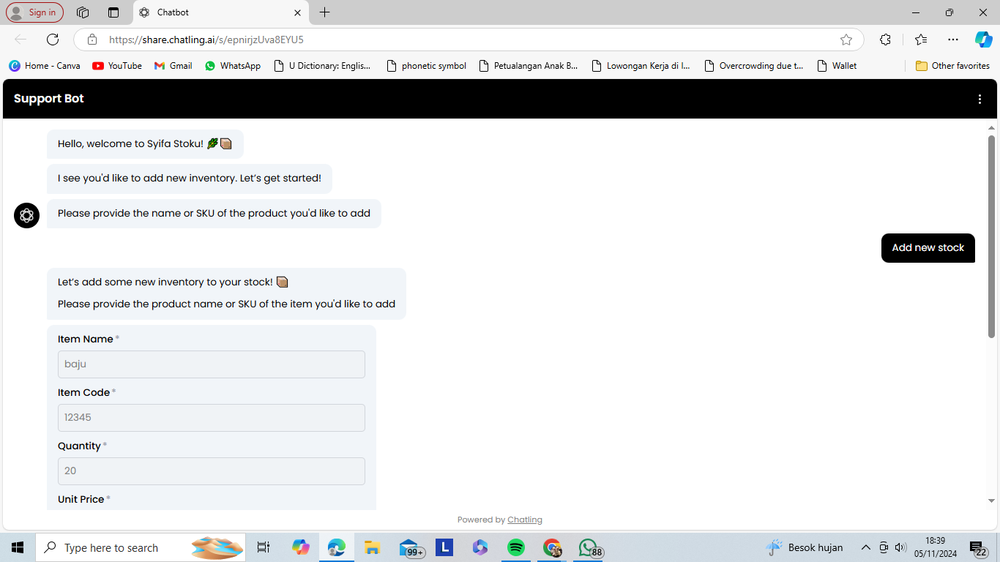 Sign in
Chatbot
https://share.chatling.ai/s/epnirjzUva8EYU5
Home - Canva
YouTube
Gmail
WhatsApp
U Dictionary: Englis...
phonetic symbol
Petualangan Anak B...
Lowongan Kerja di I...
Overcrowding due t...
Wallet
Other favorites
Support Bot
Hello, welcome to Syifa Stoku!
I see you'd like to add new inventory. Let’s get started!
Please provide the name or SKU of the product you'd like to add
Add new stock
Let’s add some new inventory to your stock!
Please provide the product name or SKU of the item you'd like to add
Item Name *
baju
Item Code *
12345
Quantity *
20
Unit Price *
Powered by Chatling
Type here to search
99+
L
88
Besok hujan
18:39
05/11/2024
22